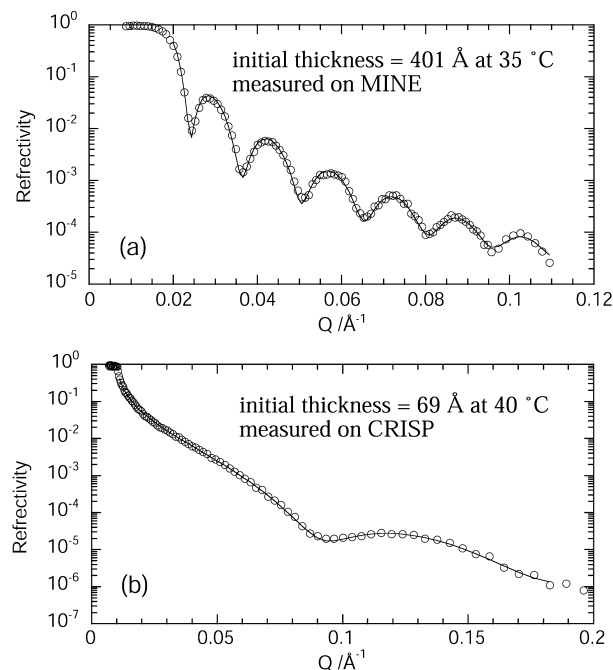 10^0
10^-1
10^-2
10^-3
10^-4
10^-5
Refrectivity
initial thickness = 401 Å at 35 ˚C
measured on MINE
(a)
0 0.02 0.04 0.06 0.08 0.1 0.12
Q /Å^-1
10^0
10^-1
10^-2
10^-3
10^-4
10^-5
10^-6
10^-7
Refrectivity
initial thickness = 69 Å at 40 ˚C
measured on CRISP
(b)
0 0.05 0.1 0.15 0.2
Q /Å^-1